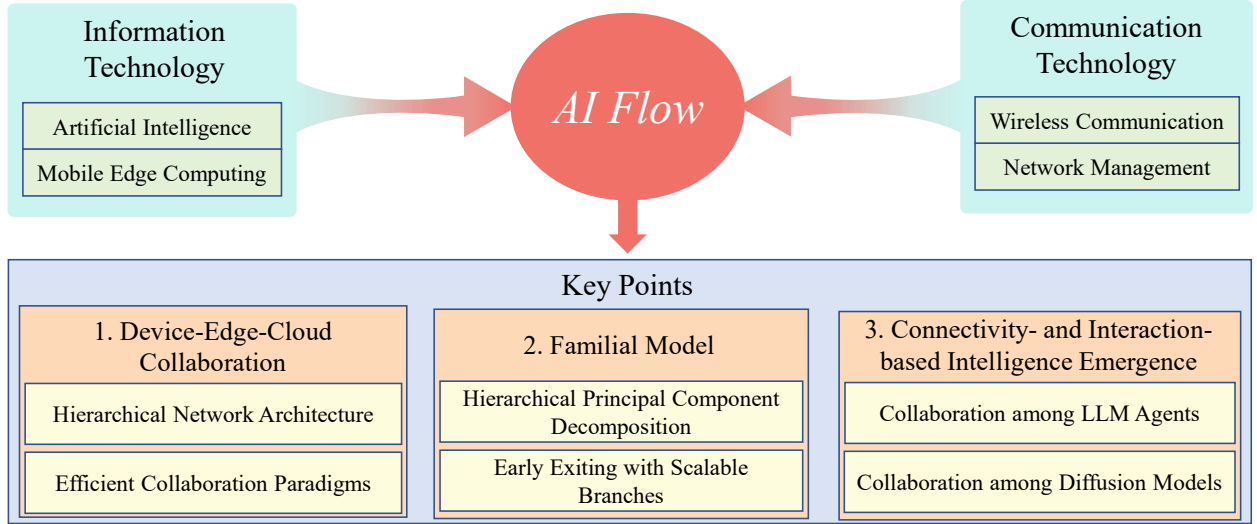 Information
Technology
Artificial Intelligence
Mobile Edge Computing
AI Flow
Communication
Technology
Wireless Communication
Network Management
Key Points
1. Device-Edge-Cloud
Collaboration
Hierarchical Network Architecture
Efficient Collaboration Paradigms
2. Familial Model
Hierarchical Principal Component
Decomposition
Early Exiting with Scalable
Branches
3. Connectivity- and Interaction-
based Intelligence Emergence
Collaboration among LLM Agents
Collaboration among Diffusion Models